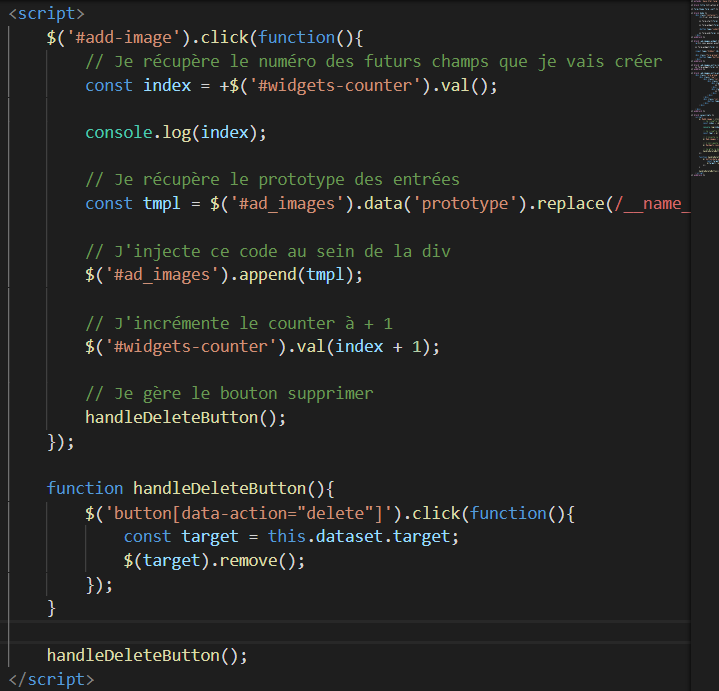 <script>
$('#add-image').click(function(){
// Je récupère le numéro des futurs champs que je vais créer
const index = +$('#widgets-counter').val();
console.log(index);
// Je récupère le prototype des entrées
const tmpl = $('#ad_images').data('prototype').replace(/__name_
// J'injecte ce code au sein de la div
$('#ad_images').append(tmpl);
// J'incrémente le counter à + 1
$('#widgets-counter').val(index + 1);
// Je gère le bouton supprimer
handleDeleteButton();
});
function handleDeleteButton(){
$('button[data-action="delete"]').click(function(){
const target = this.dataset.target;
$(target).remove();
});
}
handleDeleteButton();
</script>